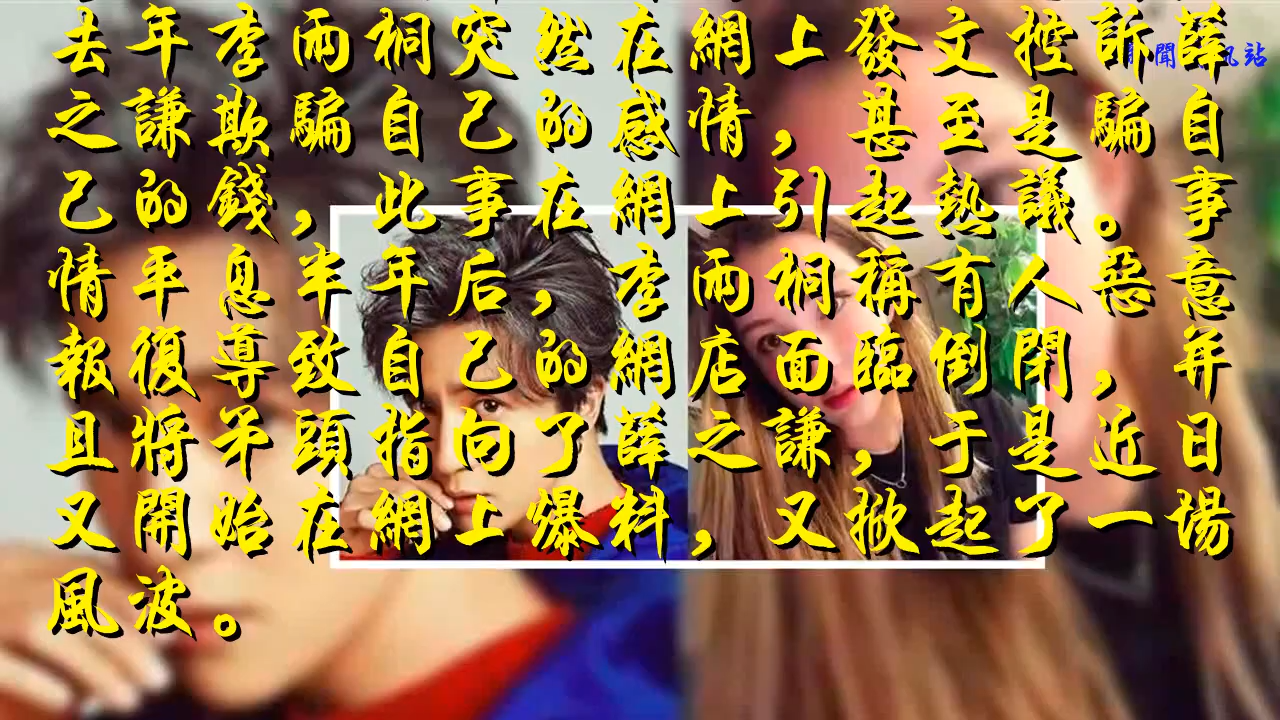 去年李雨桐突然在網上發文控訴薛
之謙欺騙自己的感情，甚至是騙自
己的錢，此事在網上引起熱議。事
情平息半年后，李雨桐稱有人惡意
報復導致自己的網店面臨倒閉，并
且將矛頭指向了薛之謙，于是近日
又開始在網上爆料，又掀起了一場
風波。
聞 站